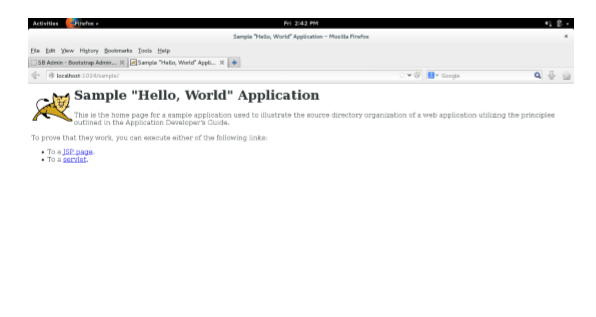 Activities Firefox Fri 2:42 PM
Sample "Hello, World" Application - Mozilla Firefox
File Edit View History Bookmarks Tools Help
SB Admin - Bootstrap Admin... Sample "Hello, World" Appli...
localhost:1024/sample/ Google
Sample "Hello, World" Application
This is the home page for a sample application used to illustrate the source directory organization of a web application utilizing the principles
outlined in the Application Developer's Guide.
To prove that they work, you can execute either of the following links:
• To a JSP page.
• To a servlet.